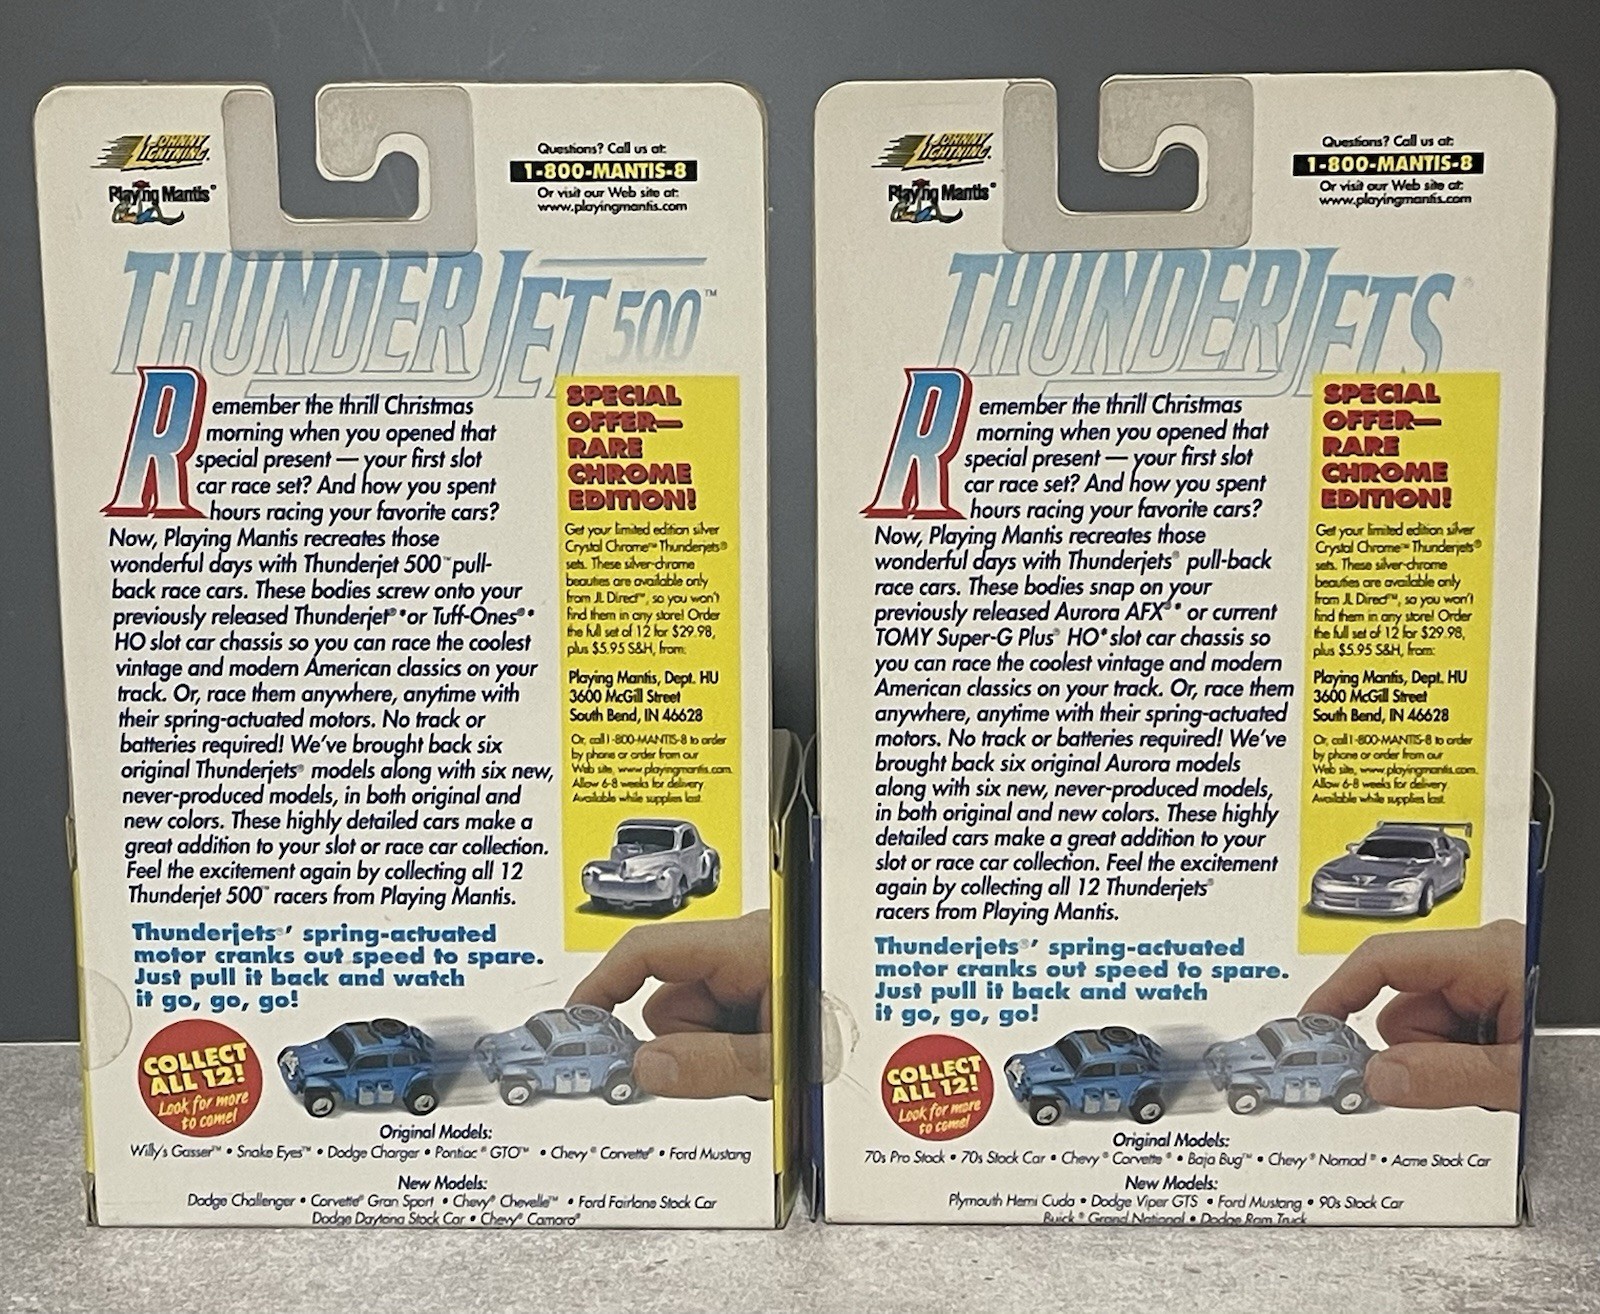 JOHNNY
LIGHTNING.
Playing Mantis®
Questions? Call us at:
1-800-MANTIS-8
Or visit our Web site at:
www.playingmantis.com
THUNDERJET 500™
Remember the thrill Christmas
morning when you opened that
special present — your first slot
car race set? And how you spent
hours racing your favorite cars?
Now, Playing Mantis recreates those
wonderful days with Thunderjet 500™ pull-
back race cars. These bodies screw onto your
previously released Thunderjet®* or Tuff-Ones®*
HO slot car chassis so you can race the coolest
vintage and modern American classics on your
track. Or, race them anywhere, anytime with
their spring-actuated motors. No track or
batteries required! We've brought back six
original Thunderjets® models along with six new,
never-produced models, in both original and
new colors. These highly detailed cars make a
great addition to your slot or race car collection.
Feel the excitement again by collecting all 12
Thunderjet 500™ racers from Playing Mantis.
Thunderjets®' spring-actuated
motor cranks out speed to spare.
Just pull it back and watch
it go, go, go!
SPECIAL
OFFER—
RARE
CHROME
EDITION!
Get your limited edition silver
Crystal Chrome™ Thunderjets®
sets. These silver-chrome
beauties are available only
from JL Direct™, so you won't
find them in any store! Order
the full set of 12 for $29.98,
plus $5.95 S&H, from:
Playing Mantis, Dept. HU
3600 McGill Street
South Bend, IN 46628
Or, call 1-800-MANTIS-8 to order
by phone or order from our
Web site, www.playingmantis.com.
Allow 6-8 weeks for delivery.
Available while supplies last.
COLLECT
ALL 12!
Look for more
to come!
Original Models:
Willy's Gasser™ • Snake Eyes™ • Dodge Charger • Pontiac® GTO™ • Chevy® Corvette® • Ford Mustang
New Models:
Dodge Challenger • Corvette® Gran Sport • Chevy® Chevelle™ • Ford Fairlane Stock Car
Dodge Daytona Stock Car • Chevy® Camaro®
JOHNNY
LIGHTNING.
Playing Mantis®
Questions? Call us at:
1-800-MANTIS-8
Or visit our Web site at:
www.playingmantis.com
THUNDERJETS®
Remember the thrill Christmas
morning when you opened that
special present — your first slot
car race set? And how you spent
hours racing your favorite cars?
Now, Playing Mantis recreates those
wonderful days with Thunderjets® pull-back
race cars. These bodies snap on your
previously released Aurora AFX®* or current
TOMY Super-G Plus® HO* slot car chassis so
you can race the coolest vintage and modern
American classics on your track. Or, race them
anywhere, anytime with their spring-actuated
motors. No track or batteries required! We've
brought back six original Aurora models
along with six new, never-produced models,
in both original and new colors. These highly
detailed cars make a great addition to your
slot or race car collection. Feel the excitement
again by collecting all 12 Thunderjets®
racers from Playing Mantis.
Thunderjets®' spring-actuated
motor cranks out speed to spare.
Just pull it back and watch
it go, go, go!
SPECIAL
OFFER—
RARE
CHROME
EDITION!
Get your limited edition silver
Crystal Chrome™ Thunderjets®
sets. These silver-chrome
beauties are available only
from JL Direct™, so you won't
find them in any store! Order
the full set of 12 for $29.98,
plus $5.95 S&H, from:
Playing Mantis, Dept. HU
3600 McGill Street
South Bend, IN 46628
Or, call 1-800-MANTIS-8 to order
by phone or order from our
Web site, www.playingmantis.com.
Allow 6-8 weeks for delivery.
Available while supplies last.
COLLECT
ALL 12!
Look for more
to come!
Original Models:
70s Pro Stock • 70s Stock Car • Chevy® Corvette® • Baja Bug™ • Chevy® Nomad® • Acme Stock Car
New Models:
Plymouth Hemi Cuda • Dodge Viper GTS • Ford Mustang • 90s Stock Car
Buick® Grand National • Dodge Ram Truck